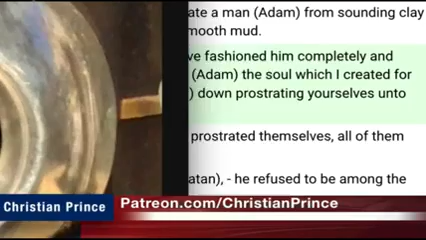 ate a man (Adam) from sounding clay
mooth mud.
ve fashioned him completely and
(Adam) the soul which I created for
) down prostrating yourselves unto
prostrated themselves, all of them
atan), - he refused to be among the
Christian Prince
Patreon.com/ChristianPrince